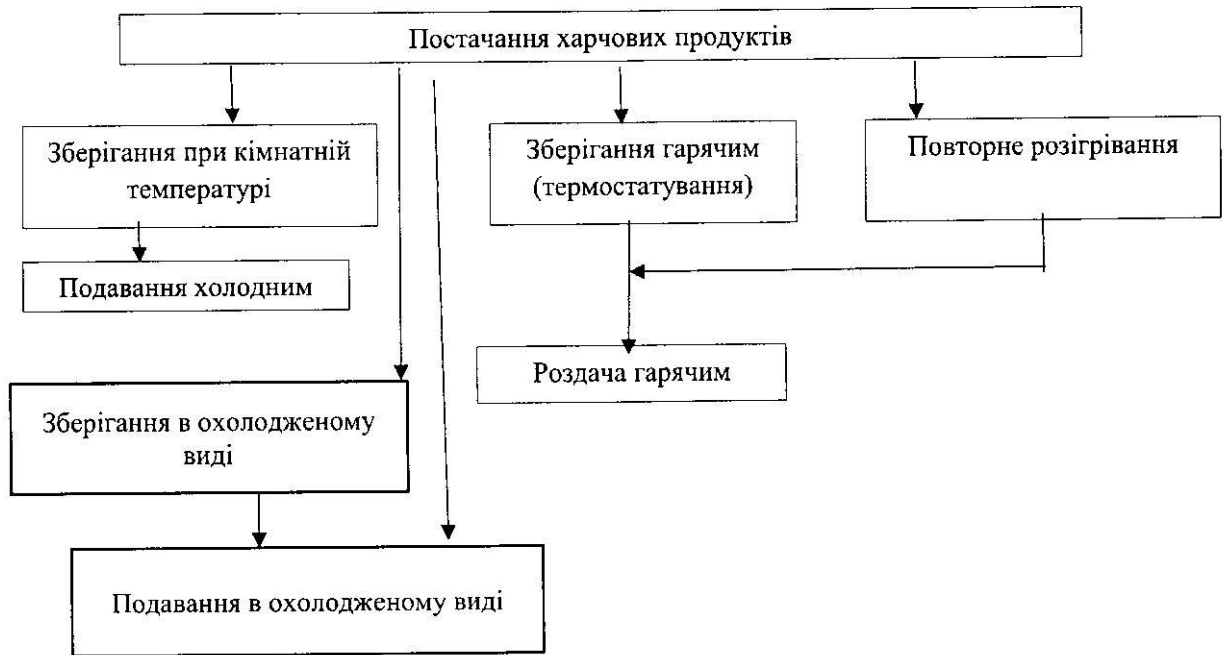 Постачання харчових продуктів
Зберігання при кімнатній
температурі
Зберігання гарячим
(термостатування)
Повторне розігрівання
Подавання холодним
Роздача гарячим
Зберігання в охолодженому
виді
Подавання в охолодженому виді